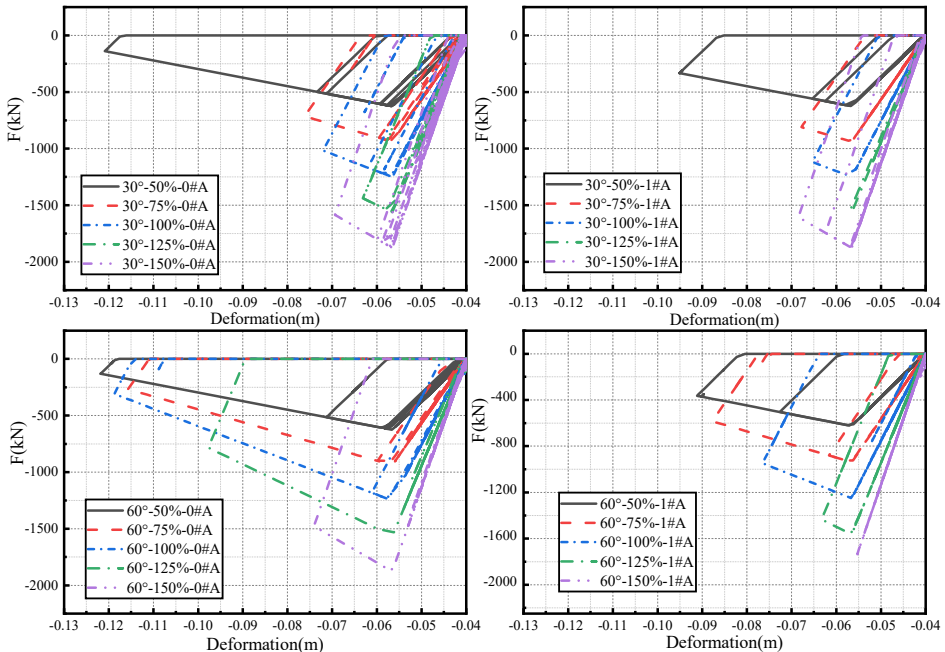 0
-500
-1000
-1500
-2000
F(kN)
30°-50%-0#A
30°-75%-0#A
30°-100%-0#A
30°-125%-0#A
30°-150%-0#A
-0.13 -0.12 -0.11 -0.10 -0.09 -0.08 -0.07 -0.06 -0.05 -0.04
Deformation(m)
0
-500
-1000
-1500
-2000
F(kN)
30°-50%-1#A
30°-75%-1#A
30°-100%-1#A
30°-125%-1#A
30°-150%-1#A
-0.13 -0.12 -0.11 -0.10 -0.09 -0.08 -0.07 -0.06 -0.05 -0.04
Deformation(m)
0
-500
-1000
-1500
-2000
F(kN)
60°-50%-0#A
60°-75%-0#A
60°-100%-0#A
60°-125%-0#A
60°-150%-0#A
-0.13 -0.12 -0.11 -0.10 -0.09 -0.08 -0.07 -0.06 -0.05 -0.04
Deformation(m)
0
-400
-800
-1200
-1600
-2000
F(kN)
60°-50%-1#A
60°-75%-1#A
60°-100%-1#A
60°-125%-1#A
60°-150%-1#A
-0.13 -0.12 -0.11 -0.10 -0.09 -0.08 -0.07 -0.06 -0.05 -0.04
Deformation(m)